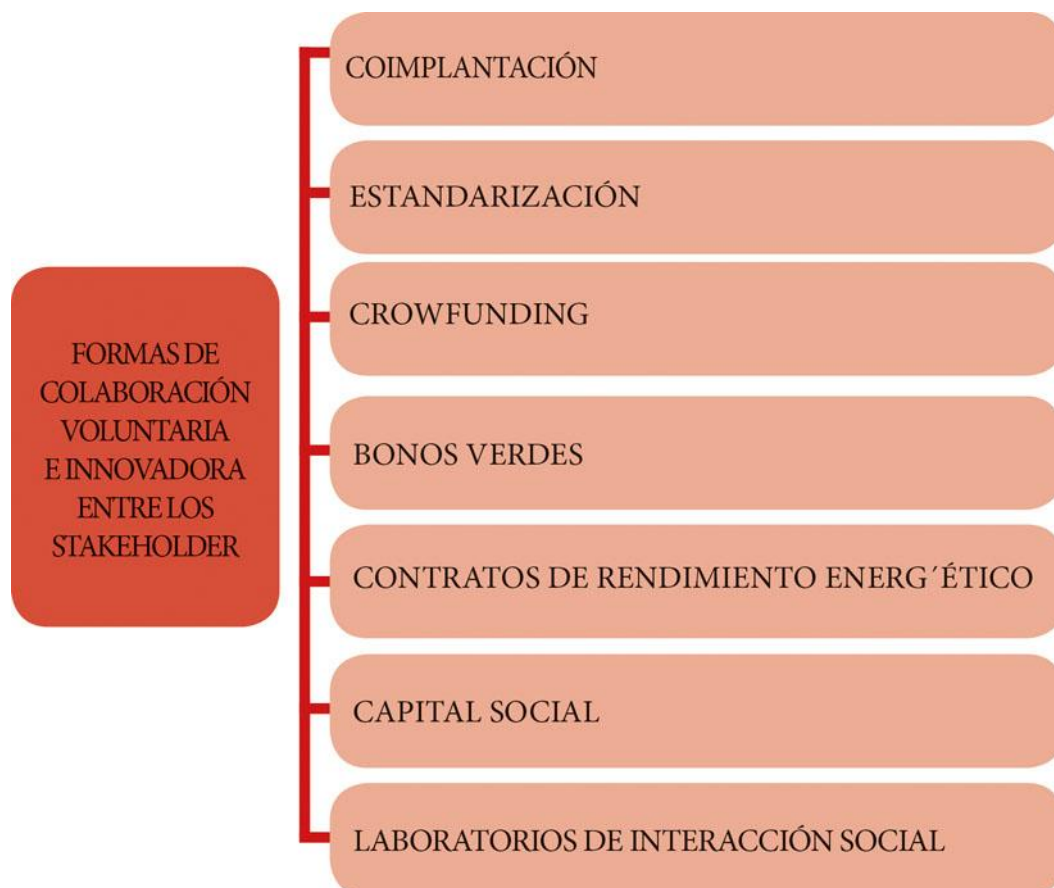 FORMAS DE
COLABORACIÓN
VOLUNTARIA
E INNOVADORA
ENTRE LOS
STAKEHOLDER
COIMPLANTACIÓN
ESTANDARIZACIÓN
CROWFUNDING
BONOS VERDES
CONTRATOS DE RENDIMIENTO ENERG´ÉTICO
CAPITAL SOCIAL
LABORATORIOS DE INTERACCIÓN SOCIAL